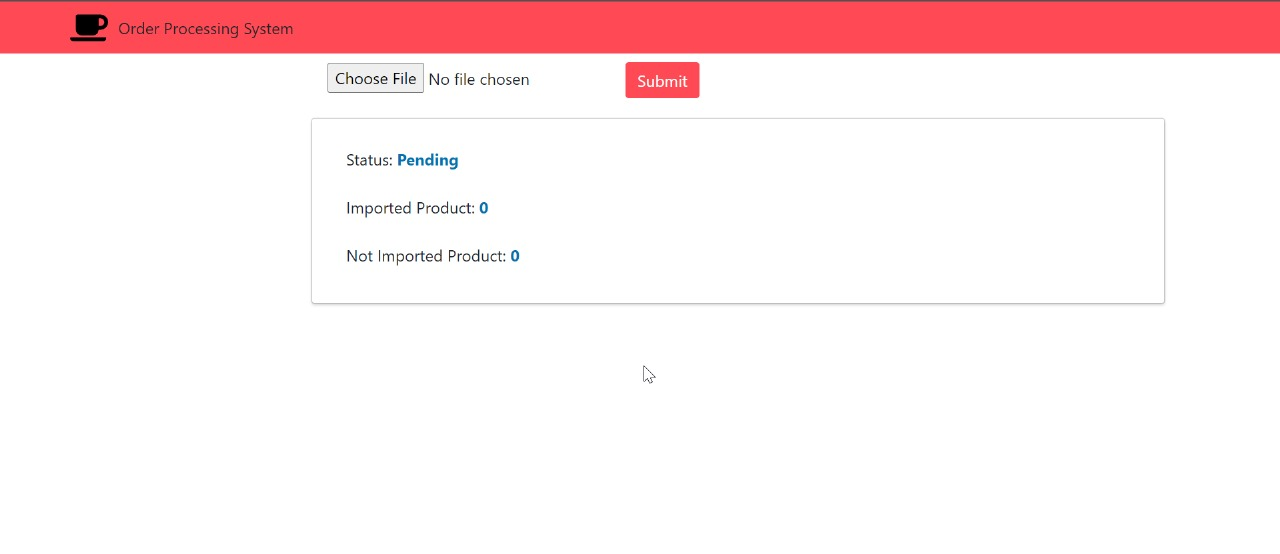 Order Processing System
Choose File No file chosen Submit
Status: Pending
Imported Product: 0
Not Imported Product: 0